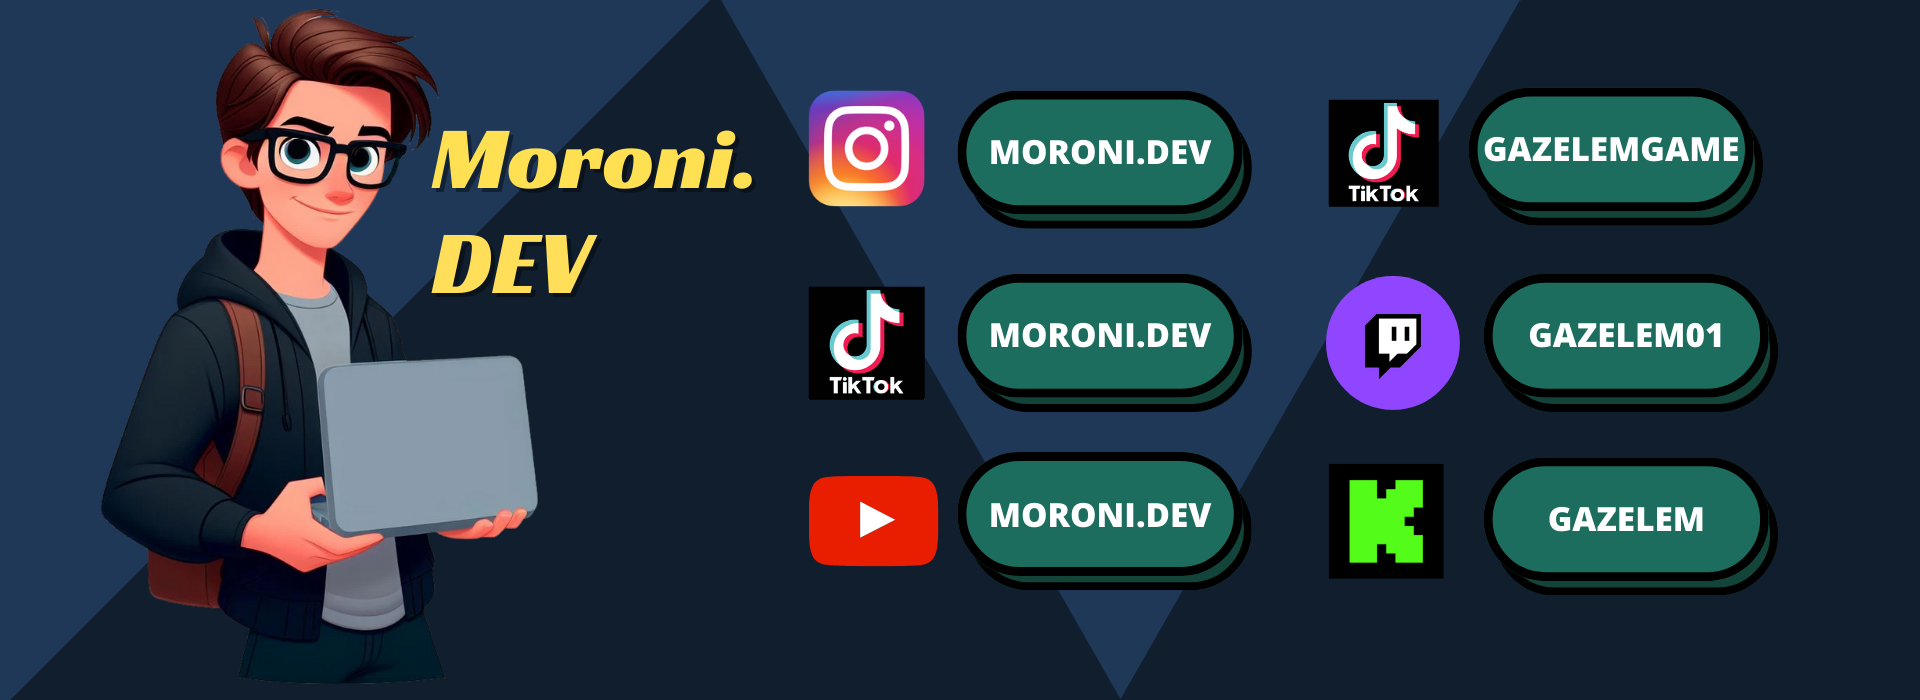 Moroni.
DEV
MORONI.DEV
TikTok
MORONI.DEV
MORONI.DEV
TikTok
GAZELEMGAME
GAZELEM01
GAZELEM